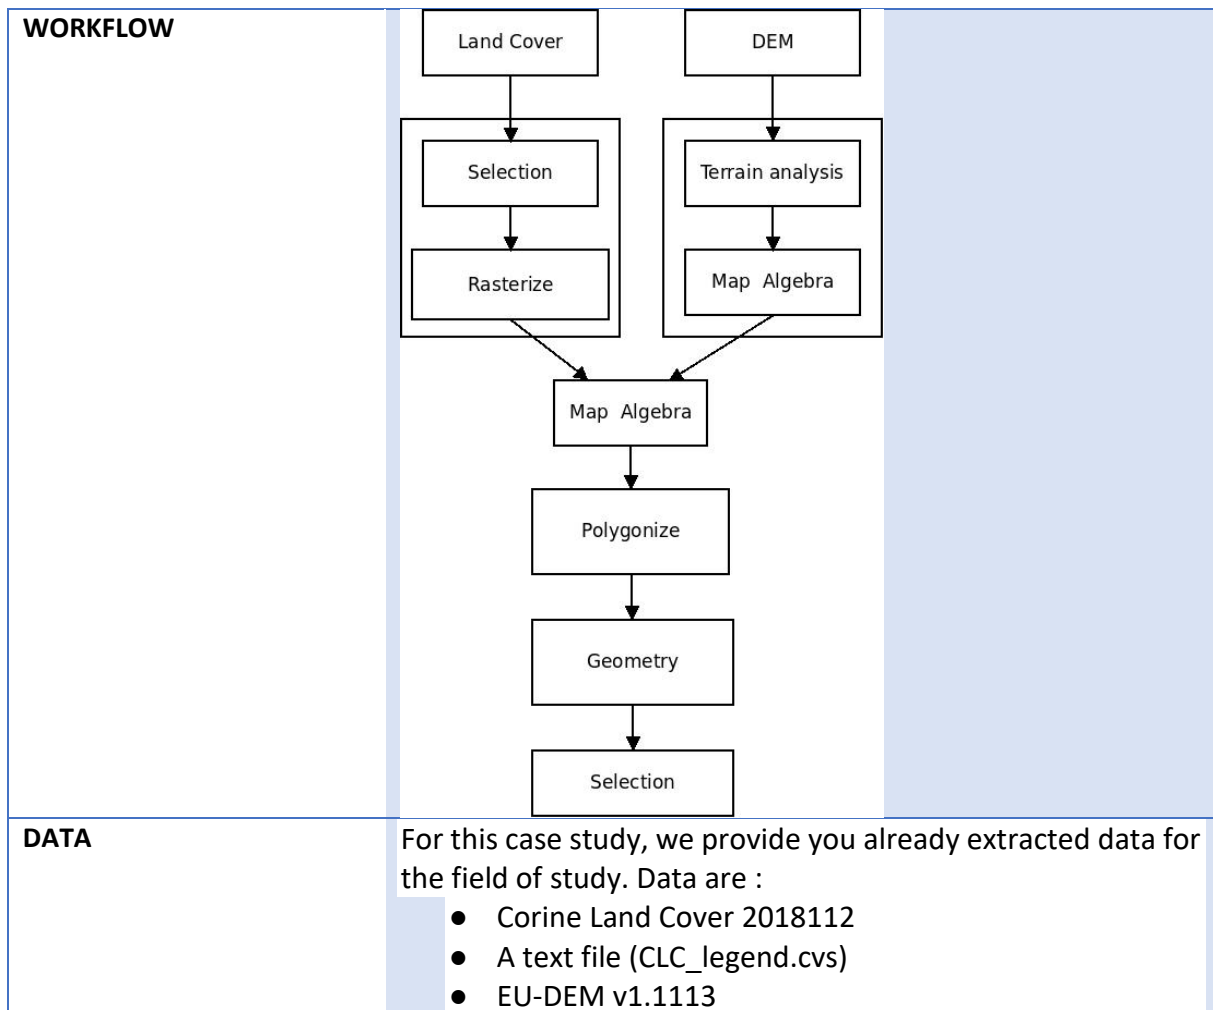 WORKFLOW
Land Cover
DEM
Selection
Terrain analysis
Rasterize
Map Algebra
Map Algebra
Polygonize
Geometry
Selection
DATA
For this case study, we provide you already extracted data for
the field of study. Data are :
● Corine Land Cover 2018112
● A text file (CLC_legend.cvs)
● EU-DEM v1.1113